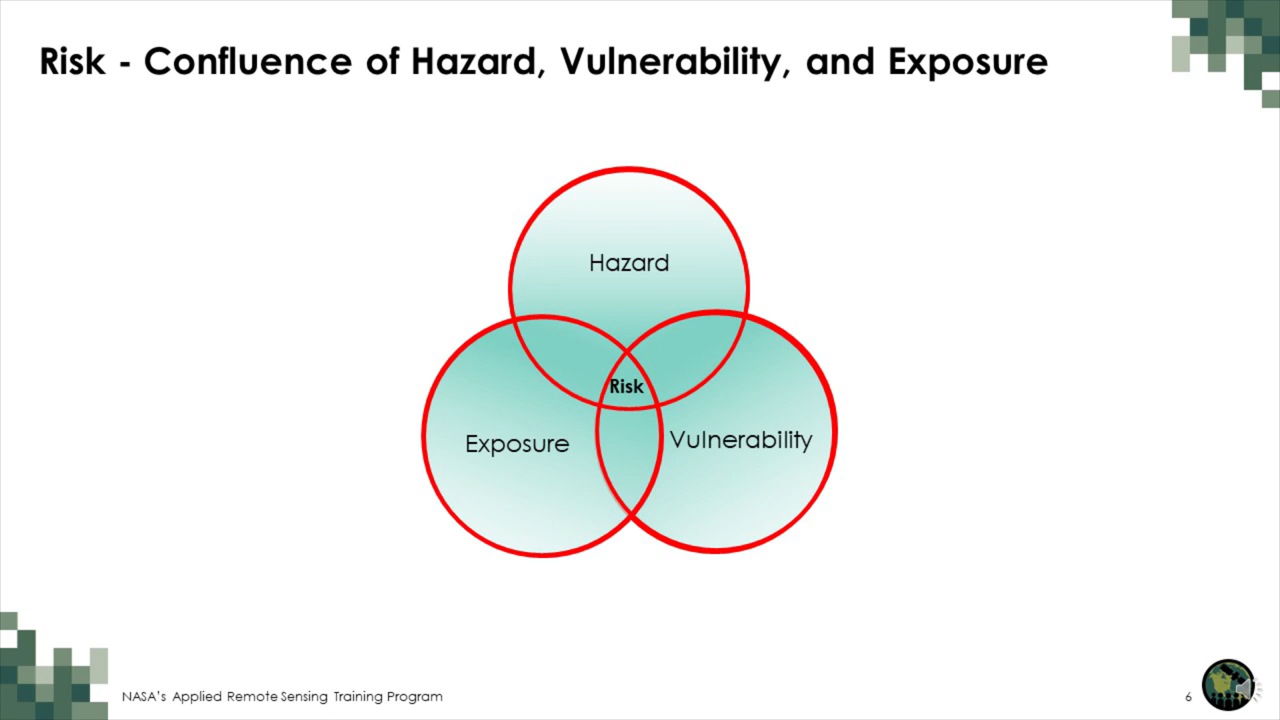 Risk - Confluence of Hazard, Vulnerability, and Exposure
Hazard
Risk
Exposure
Vulnerability
NASA's Applied Remote Sensing Training Program
6